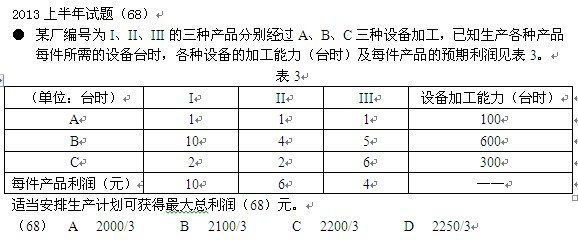 2013 上半年试题（68）
● 某厂编号为 I、II、III 的三种产品分别经过 A、B、C 三种设备加工，已知生产各种产品
每件所需的设备台时，各种设备的加工能力（台时）及每件产品的预期利润见表 3。
表 3
（单位：台时） I II III 设备加工能力（台时）
A 1 1 1 100
B 10 4 5 600
C 2 2 6 300
每件产品利润（元） 10 6 4 ——
适当安排生产计划可获得最大总利润（68）元。
（68） A 2000/3 B 2100/3 C 2200/3 D 2250/3